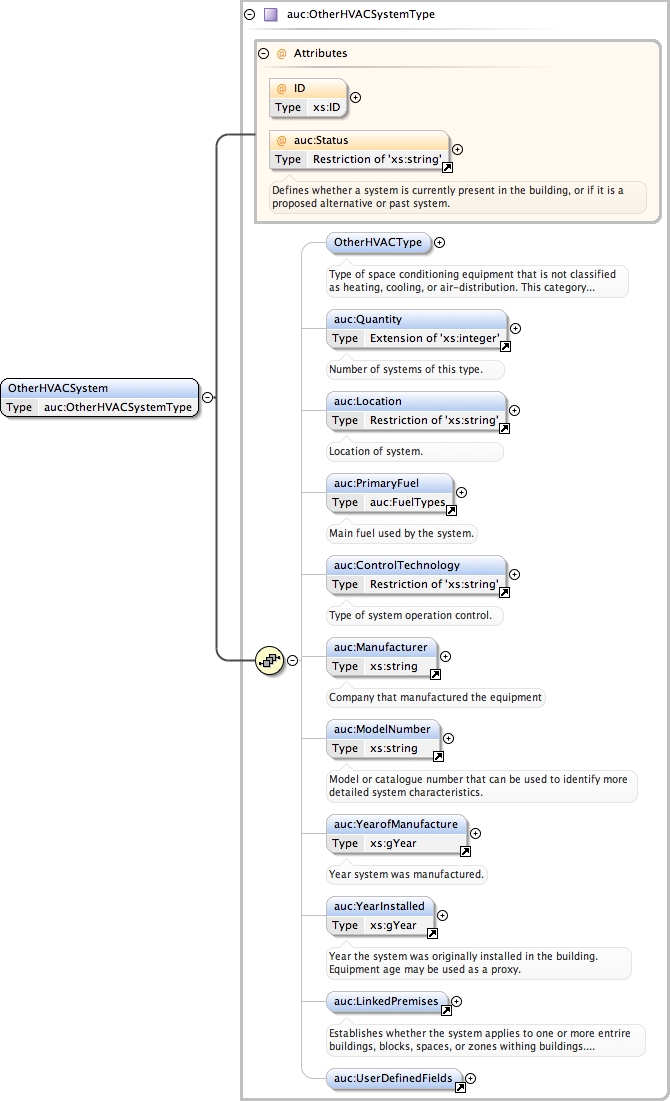 auc:OtherHVACSystemType
@ Attributes
@ ID
Type xs:ID
@ auc:Status
Type Restriction of 'xs:string'
Defines whether a system is currently present in the building, or if it is a
proposed alternative or past system.
OtherHVACType
Type of space conditioning equipment that is not classified
as heating, cooling, or air-distribution. This category...
auc:Quantity
Type Extension of 'xs:integer'
Number of systems of this type.
OtherHVACSystem
Type auc:OtherHVACSystemType
auc:Location
Type Restriction of 'xs:string'
Location of system.
auc:PrimaryFuel
Type auc:FuelTypes
Main fuel used by the system.
auc:ControlTechnology
Type Restriction of 'xs:string'
Type of system operation control.
auc:Manufacturer
Type xs:string
Company that manufactured the equipment
auc:ModelNumber
Type xs:string
Model or catalogue number that can be used to identify more
detailed system characteristics.
auc:YearofManufacture
Type xs:gYear
Year system was manufactured.
auc:YearInstalled
Type xs:gYear
Year the system was originally installed in the building.
Equipment age may be used as a proxy.
auc:LinkedPremises
Establishes whether the system applies to one or more entrire
buildings, blocks, spaces, or zones withing buildings....
auc:UserDefinedFields